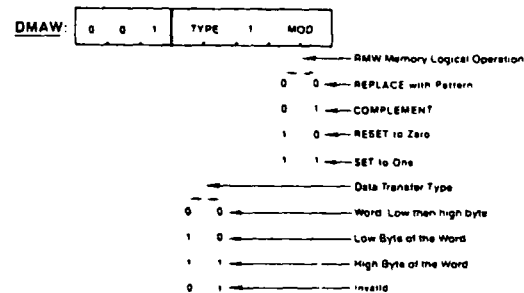 DMAW: 0 0 1 TYPE 1 MOD
RMW Memory Logical Operation
0 0 REPLACE with Pattern
0 1 COMPLEMENT
1 0 RESET to Zero
1 1 SET to One
Data Transfer Type
0 0 Word. Low then high byte
1 0 Low Byte of the Word
1 1 High Byte of the Word
0 1 Invalid